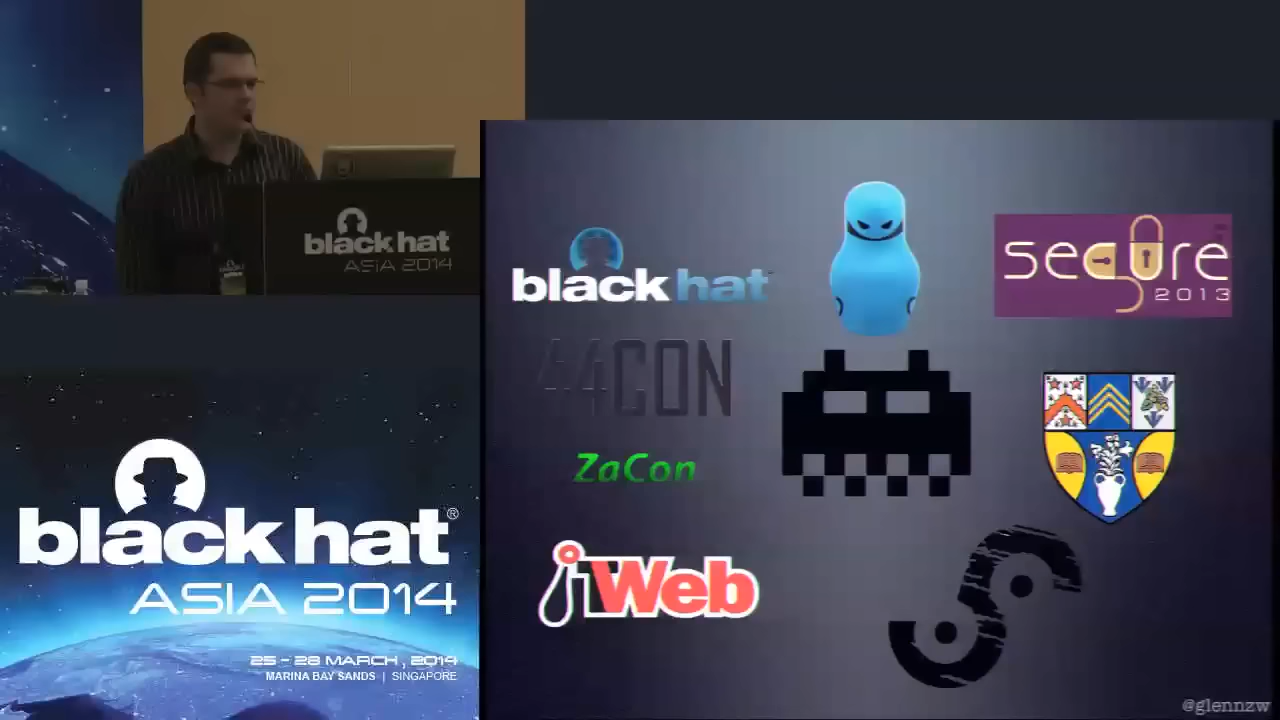 black hat
ASIA 2014
black hat®
ASIA 2014
25 - 28 MARCH, 2014
MARINA BAY SANDS | SINGAPORE
black hat
secure
2013
44CON
ZaCon
iWeb
@glennzw